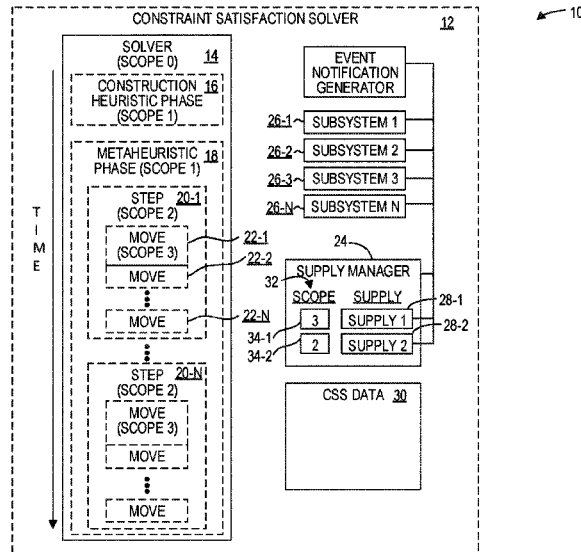 CONSTRAINT SATISFACTION SOLVER
12
10
SOLVER
(SCOPE 0)
14
CONSTRUCTION
HEURISTIC
PHASE
(SCOPE 1)
16
METAHEURISTIC
PHASE (SCOPE 1)
18
STEP
(SCOPE 2)
20-1
MOVE
(SCOPE 3)
22-1
MOVE
22-2
MOVE
22-N
STEP
(SCOPE 2)
20-N
MOVE
(SCOPE 3)
MOVE
MOVE
TIME
EVENT
NOTIFICATION
GENERATOR
26-1
SUBSYSTEM 1
26-2
SUBSYSTEM 2
26-3
SUBSYSTEM 3
26-N
SUBSYSTEM N
24
SUPPLY MANAGER
32
SCOPE SUPPLY
28-1
3
SUPPLY 1
28-2
34-1
2
SUPPLY 2
34-2
CSS DATA 30